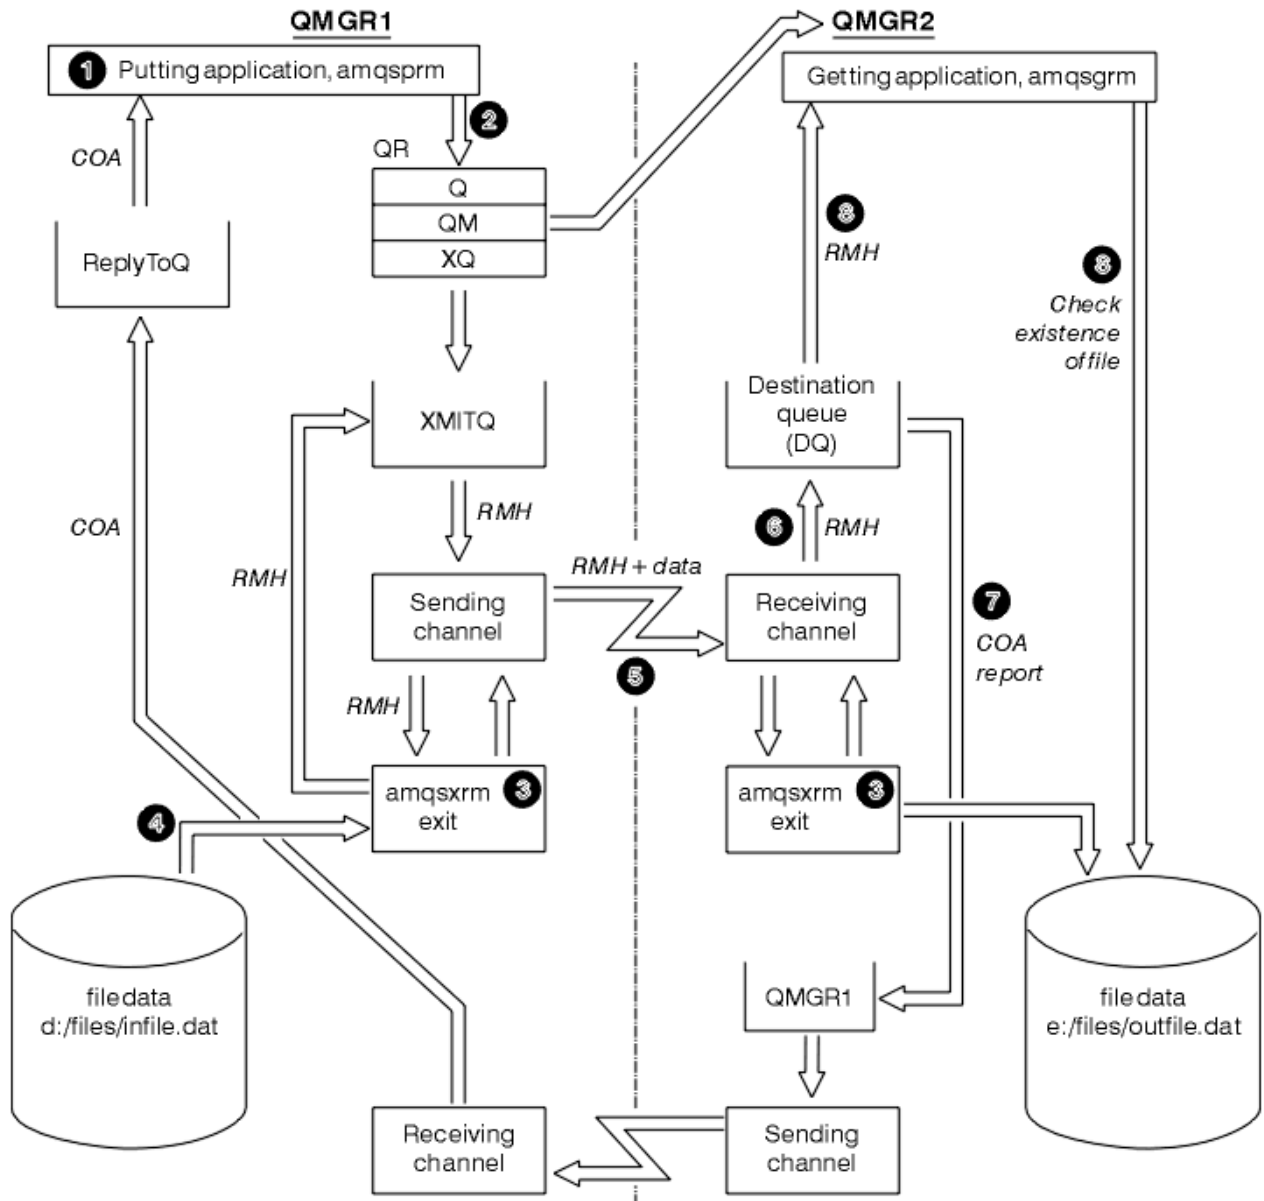 QMGR1
QMGR2
1 Putting application, amqsprm
Getting application, amqsgrm
2
COA
QR
Q
QM
XQ
ReplyToQ
8
RMH
8
Check
existence
of file
XMITQ
Destination
queue
(DQ)
COA
RMH
RMH
6
RMH
RMH + data
Sending
channel
Receiving
channel
7
COA
report
5
RMH
amqsxrm
exit
3
amqsxrm
exit
3
4
file data
d:/files/infile.dat
QMGR1
file data
e:/files/outfile.dat
Receiving
channel
Sending
channel